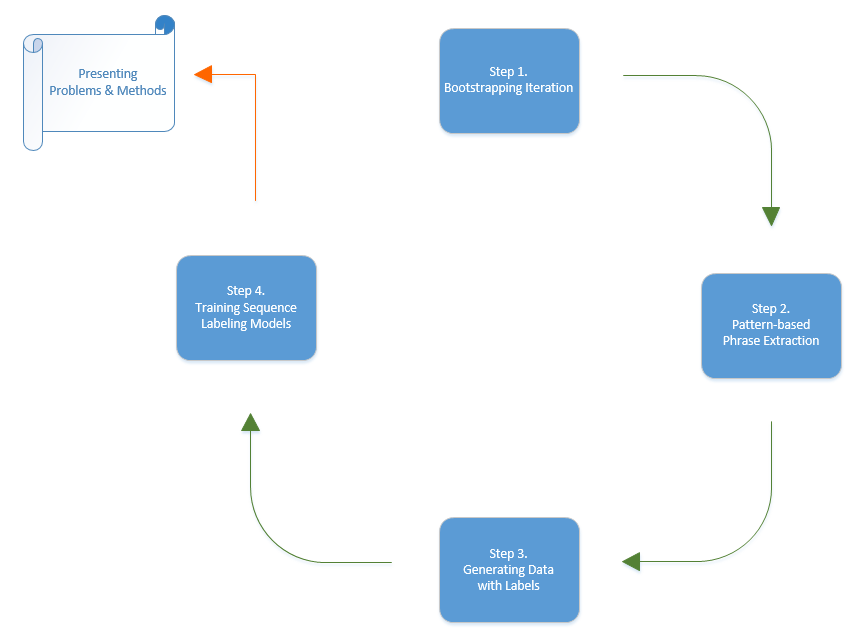 Presenting
Problems & Methods
Step 1.
Bootstrapping Iteration
Step 2.
Pattern-based
Phrase Extraction
Step 3.
Generating Data
with Labels
Step 4.
Training Sequence
Labeling Models